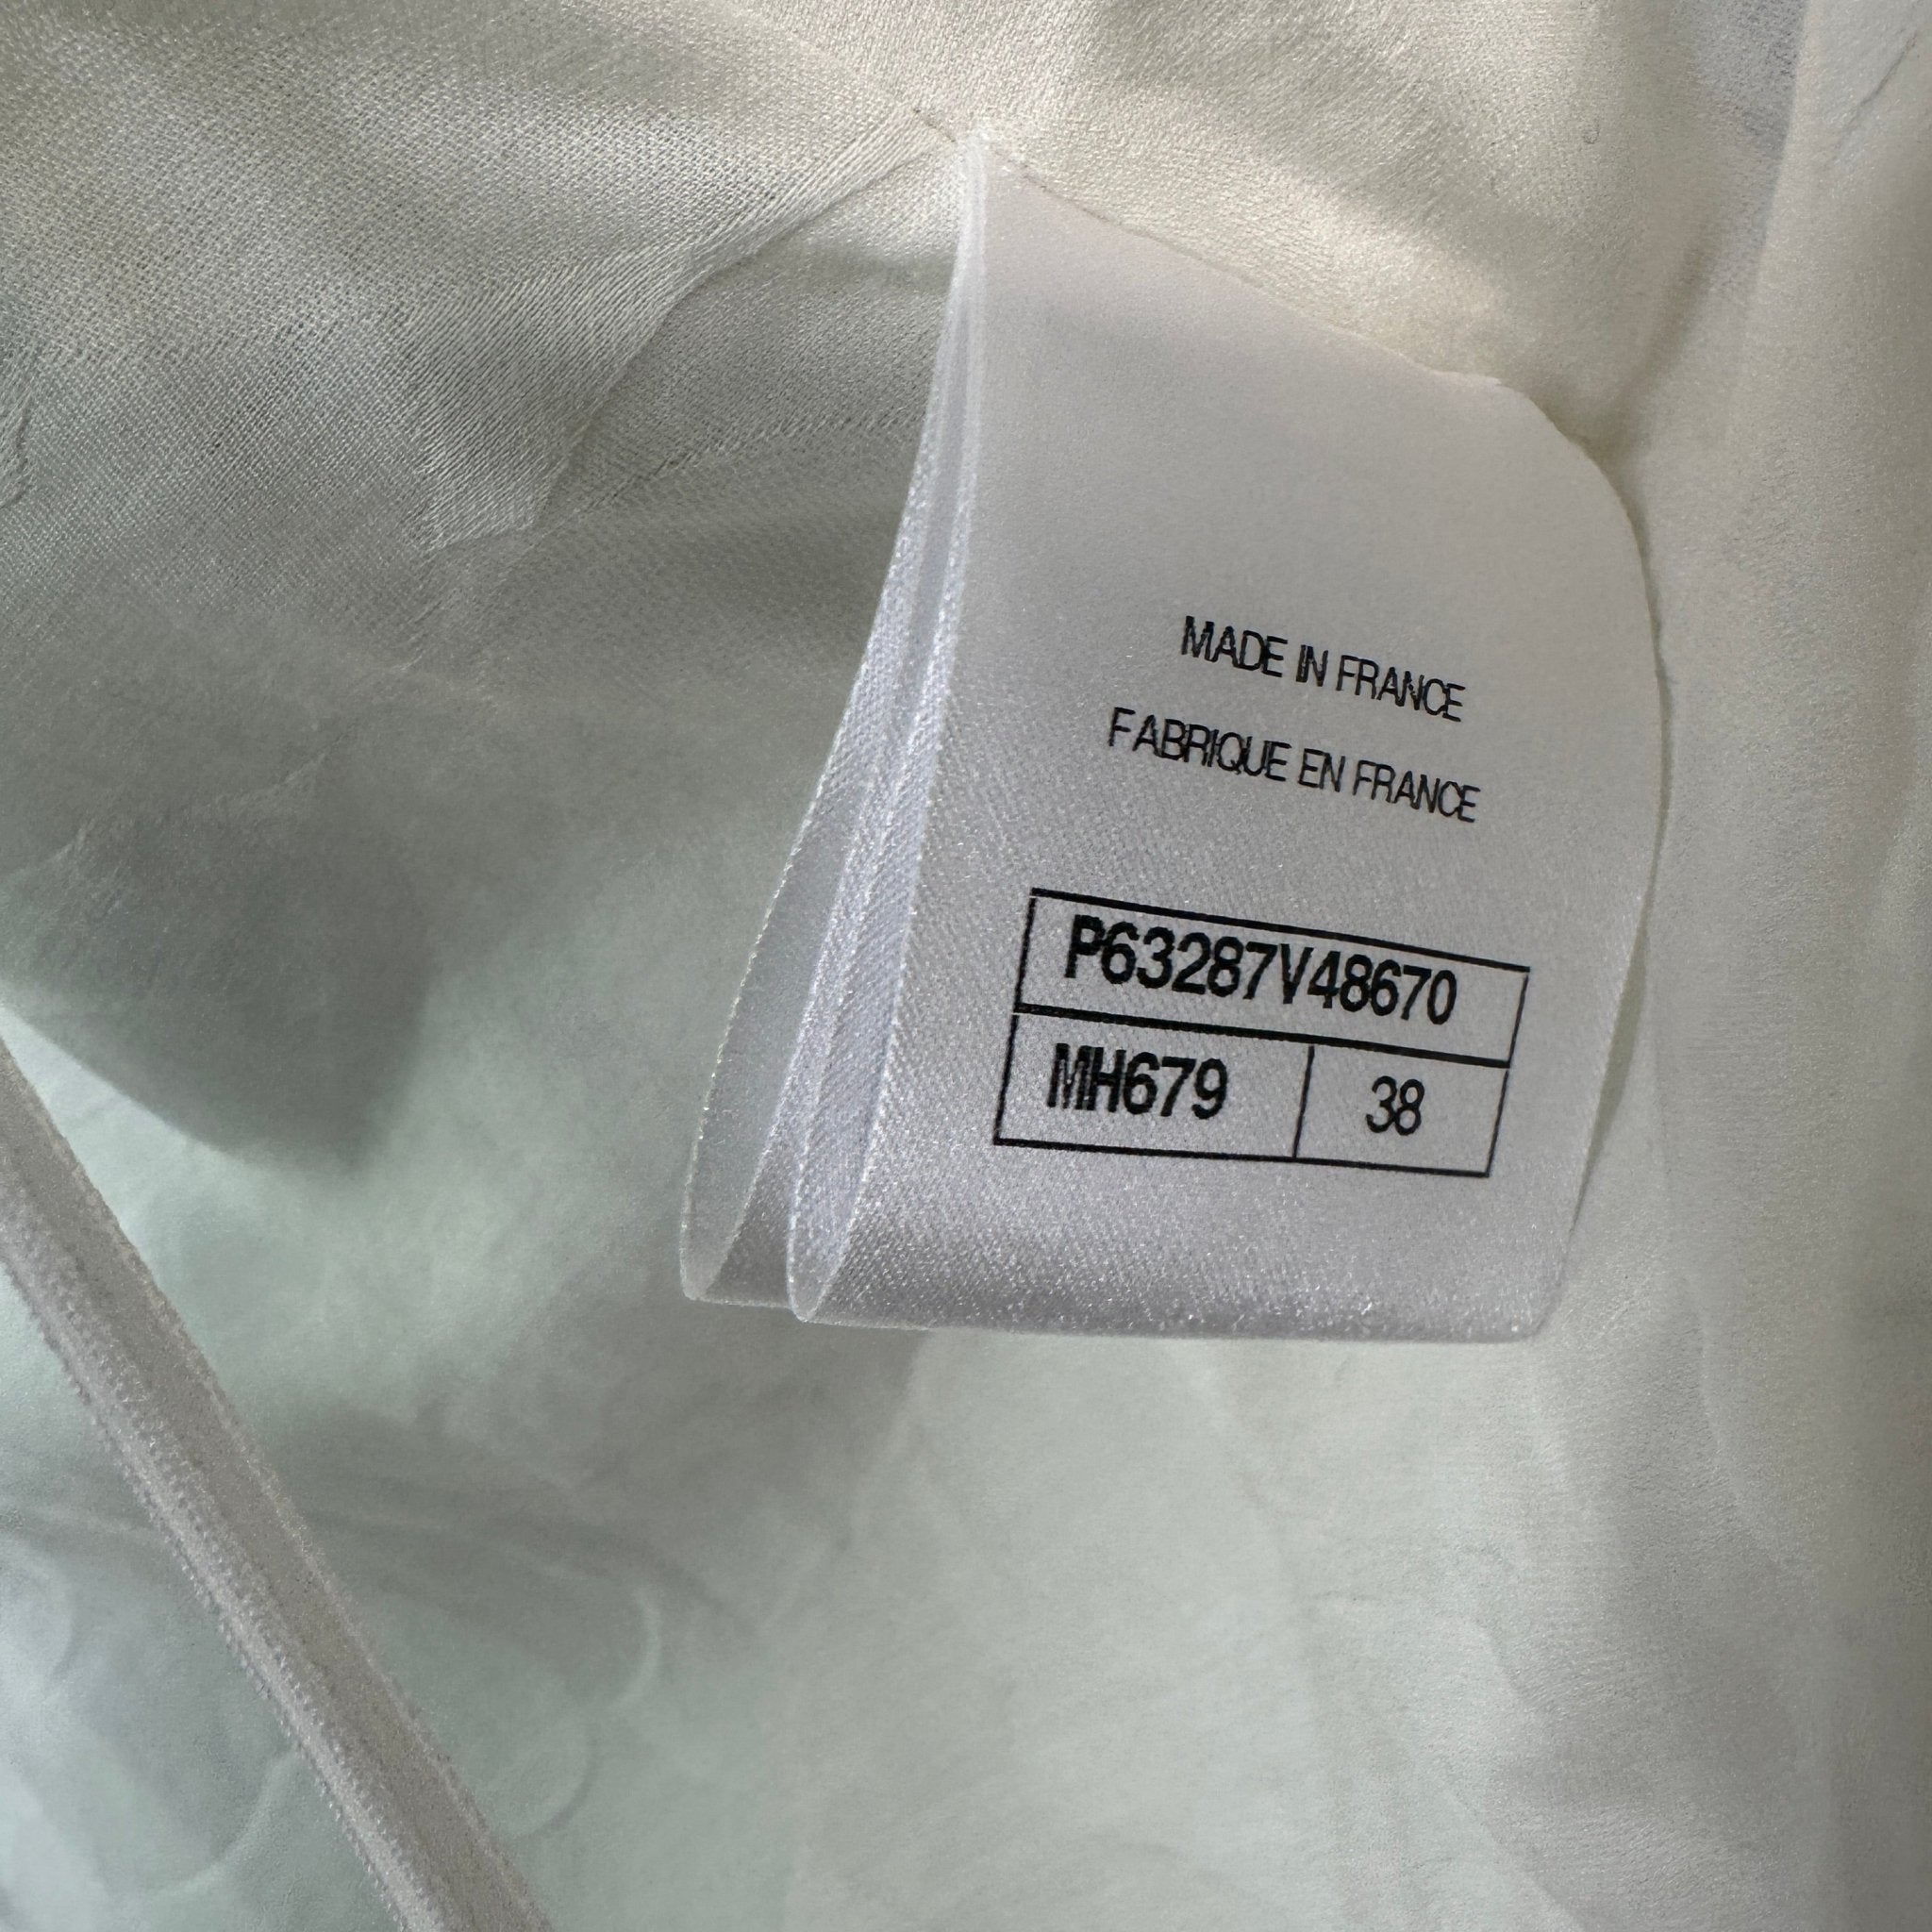 MADE IN FRANCE
FABRIQUE EN FRANCE
P63287V48670
MH679 38